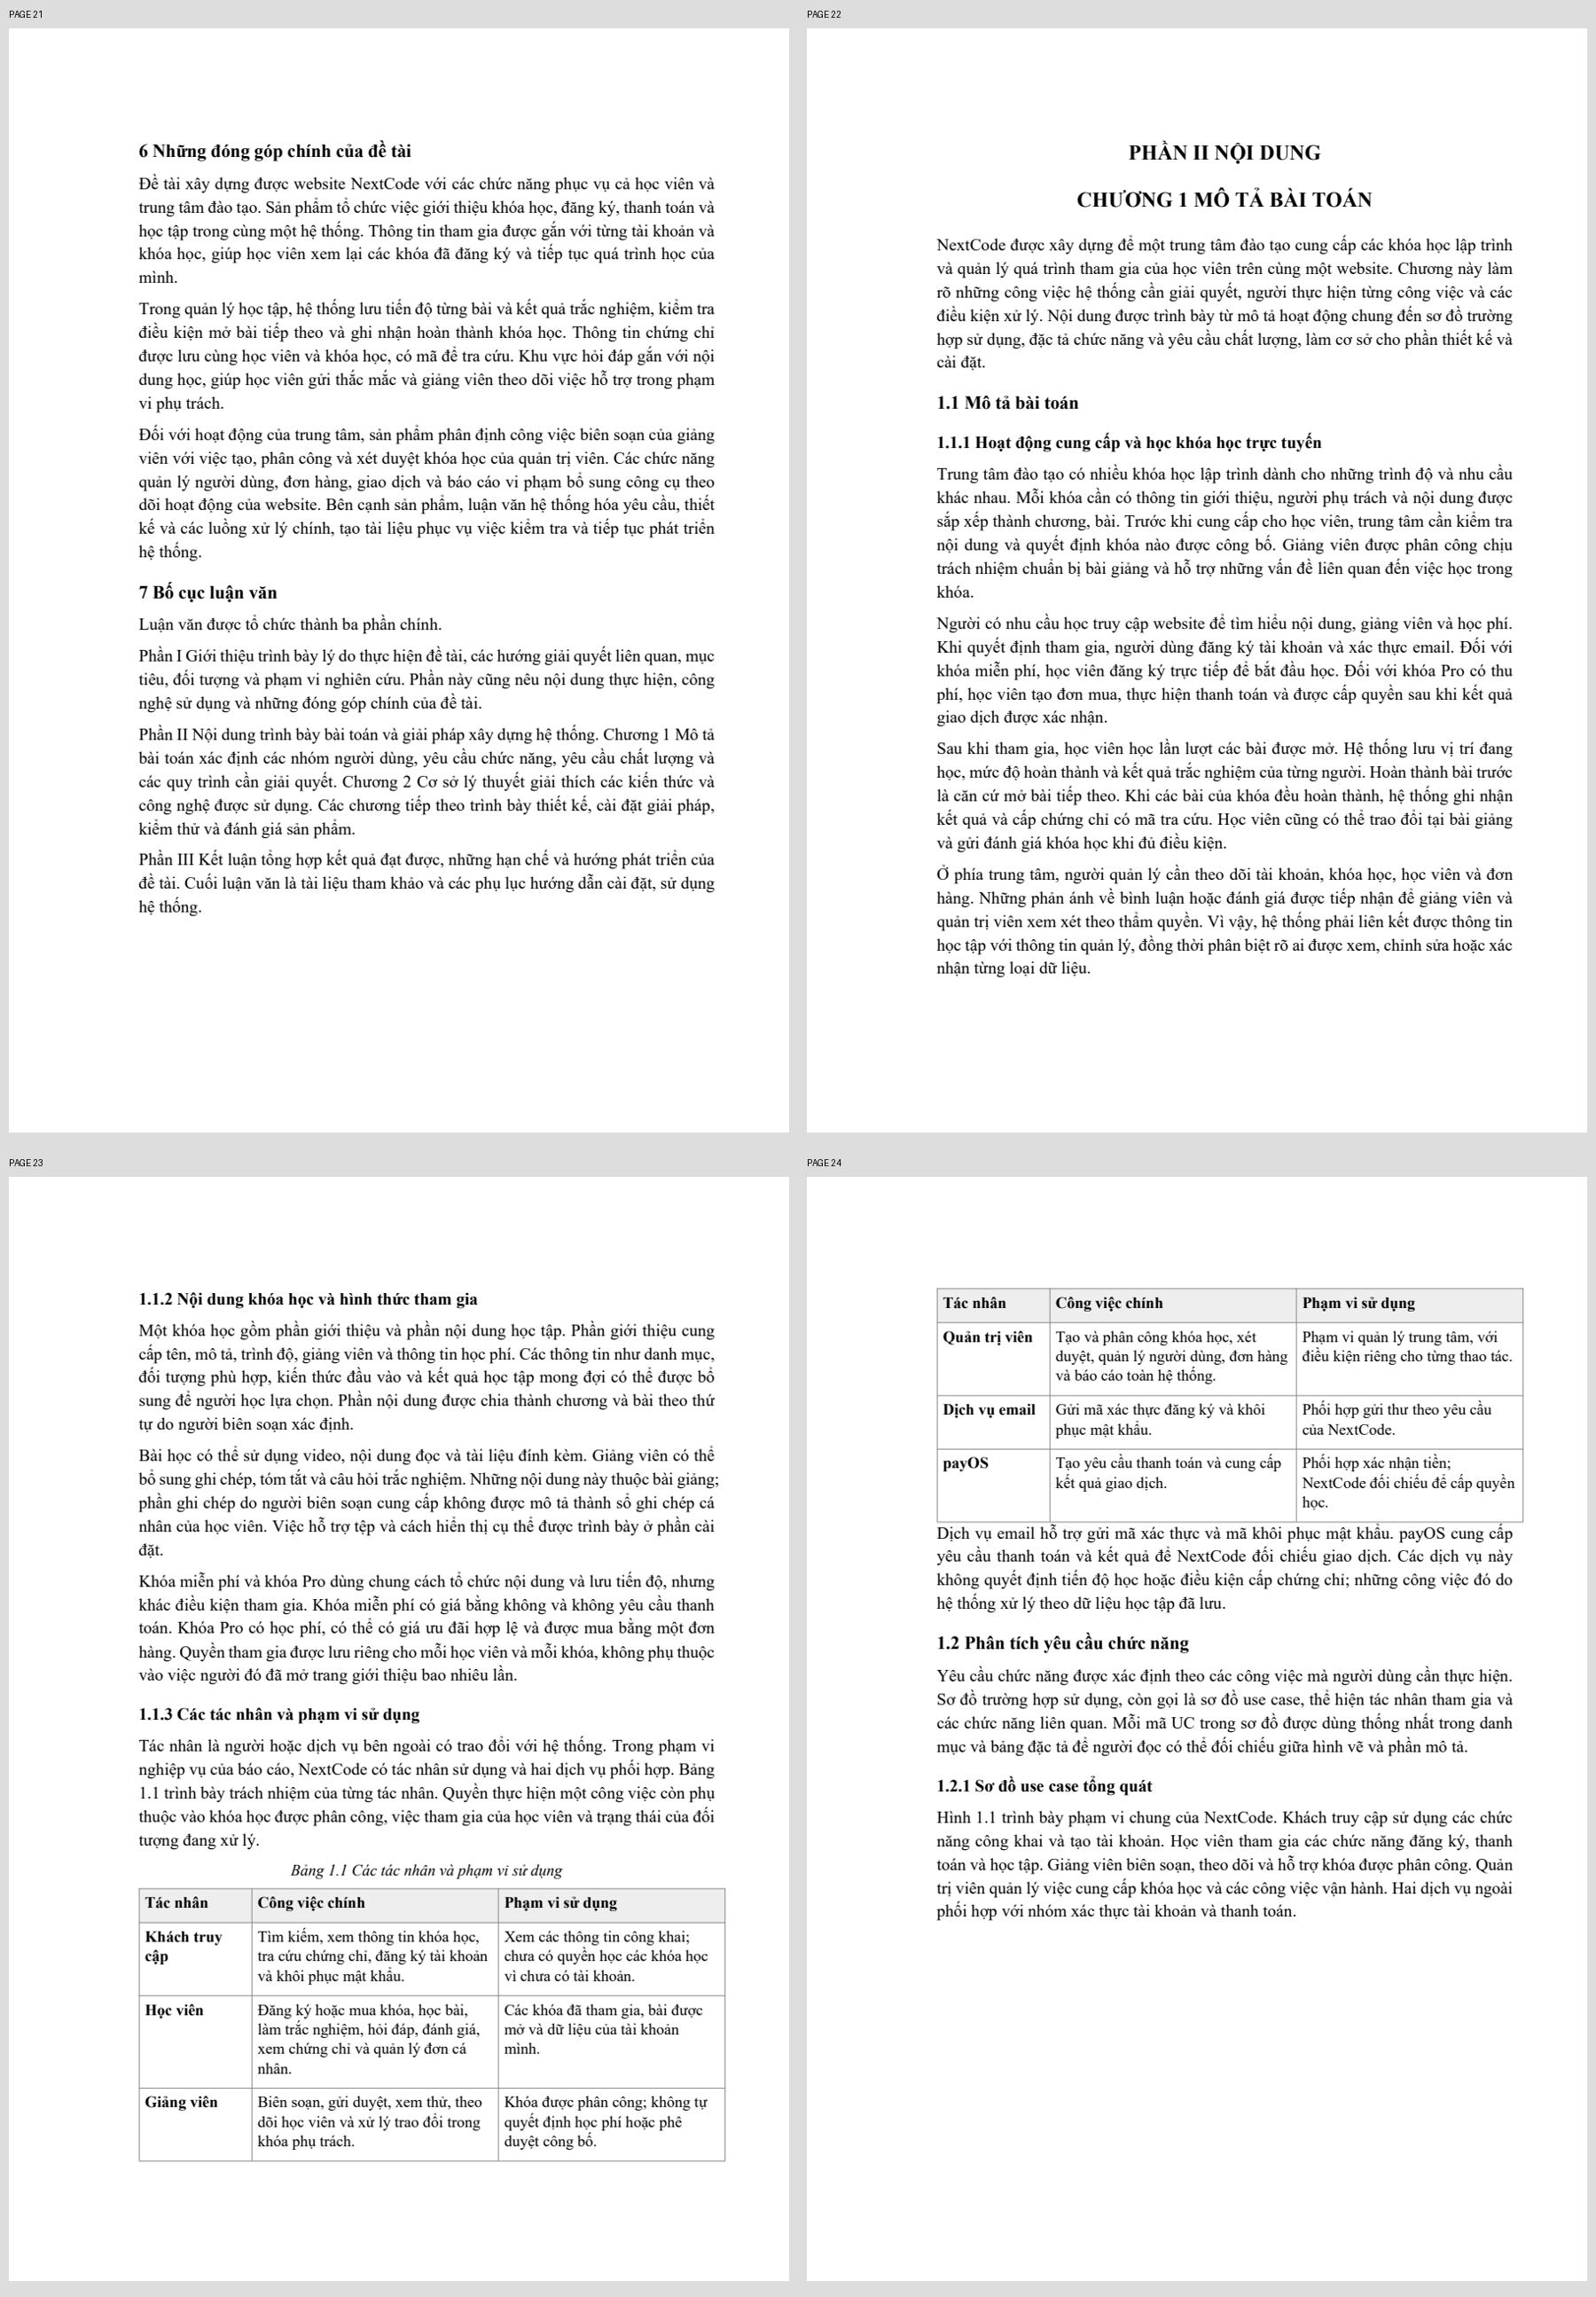 PAGE 21
6 Những đóng góp chính của đề tài
Đề tài xây dựng được website NextCode với các chức năng phục vụ cả học viên và
trung tâm đào tạo. Sản phẩm tổ chức việc giới thiệu khóa học, đăng ký, thanh toán và
học tập trong cùng một hệ thống. Thông tin tham gia được gắn với từng tài khoản và
khóa học, giúp học viên xem lại các khóa đã đăng ký và tiếp tục quá trình học của
mình.
Trong quản lý học tập, hệ thống lưu tiến độ từng bài và kết quả trắc nghiệm, kiểm tra
điều kiện mở bài tiếp theo và ghi nhận hoàn thành khóa học. Thông tin chứng chỉ
được lưu cùng học viên và khóa học, có mã để tra cứu. Khu vực hỏi đáp gắn với nội
dung học, giúp học viên gửi thắc mắc và giảng viên theo dõi việc hỗ trợ trong phạm
vi phụ trách.
Đối với hoạt động của trung tâm, sản phẩm phân định công việc biên soạn của giảng
viên với việc tạo, phân công và xét duyệt khóa học của quản trị viên. Các chức năng
quản lý người dùng, đơn hàng, giao dịch và báo cáo vi phạm bổ sung công cụ theo
dõi hoạt động của website. Bên cạnh sản phẩm, luận văn hệ thống hóa yêu cầu, thiết
kế và các luồng xử lý chính, tạo tài liệu phục vụ việc kiểm tra và tiếp tục phát triển
hệ thống.
7 Bố cục luận văn
Luận văn được tổ chức thành ba phần chính.
Phần I Giới thiệu trình bày lý do thực hiện đề tài, các hướng giải quyết liên quan, mục
tiêu, đối tượng và phạm vi nghiên cứu. Phần này cũng nêu nội dung thực hiện, công
nghệ sử dụng và những đóng góp chính của đề tài.
Phần II Nội dung trình bày bài toán và giải pháp xây dựng hệ thống. Chương 1 Mô tả
bài toán xác định các nhóm người dùng, yêu cầu chức năng, yêu cầu chất lượng và
các quy trình cần giải quyết. Chương 2 Cơ sở lý thuyết giải thích các kiến thức và
công nghệ được sử dụng. Các chương tiếp theo trình bày thiết kế, cài đặt giải pháp,
kiểm thử và đánh giá sản phẩm.
Phần III Kết luận tổng hợp kết quả đạt được, những hạn chế và hướng phát triển của
đề tài. Cuối luận văn là tài liệu tham khảo và các phụ lục hướng dẫn cài đặt, sử dụng
hệ thống.
PAGE 22
PHẦN II NỘI DUNG
CHƯƠNG 1 MÔ TẢ BÀI TOÁN
NextCode được xây dựng để một trung tâm đào tạo cung cấp các khóa học lập trình
và quản lý quá trình tham gia của học viên trên cùng một website. Chương này làm
rõ những công việc hệ thống cần giải quyết, người thực hiện từng công việc và các
điều kiện xử lý. Nội dung được trình bày từ mô tả hoạt động chung đến sơ đồ trường
hợp sử dụng, đặc tả chức năng và yêu cầu chất lượng, làm cơ sở cho phần thiết kế và
cài đặt.
1.1 Mô tả bài toán
1.1.1 Hoạt động cung cấp và học khóa học trực tuyến
Trung tâm đào tạo có nhiều khóa học lập trình dành cho những trình độ và nhu cầu
khác nhau. Mỗi khóa cần có thông tin giới thiệu, người phụ trách và nội dung được
sắp xếp thành chương, bài. Trước khi cung cấp cho học viên, trung tâm cần kiểm tra
nội dung và quyết định khóa nào được công bố. Giảng viên được phân công chịu
trách nhiệm chuẩn bị bài giảng và hỗ trợ những vấn đề liên quan đến việc học trong
khóa.
Người có nhu cầu học truy cập website để tìm hiểu nội dung, giảng viên và học phí.
Khi quyết định tham gia, người dùng đăng ký tài khoản và xác thực email. Đối với
khóa miễn phí, học viên đăng ký trực tiếp để bắt đầu học. Đối với khóa Pro có thu
phí, học viên tạo đơn mua, thực hiện thanh toán và được cấp quyền sau khi kết quả
giao dịch được xác nhận.
Sau khi tham gia, học viên học lần lượt các bài được mở. Hệ thống lưu vị trí đang
học, mức độ hoàn thành và kết quả trắc nghiệm của từng người. Hoàn thành bài trước
là căn cứ mở bài tiếp theo. Khi các bài của khóa đều hoàn thành, hệ thống ghi nhận
kết quả và cấp chứng chỉ có mã tra cứu. Học viên cũng có thể trao đổi tại bài giảng
và gửi đánh giá khóa học khi đủ điều kiện.
Ở phía trung tâm, người quản lý cần theo dõi tài khoản, khóa học, học viên và đơn
hàng. Những phản ánh về bình luận hoặc đánh giá được tiếp nhận để giảng viên và
quản trị viên xem xét theo thẩm quyền. Vì vậy, hệ thống phải liên kết được thông tin
học tập với thông tin quản lý, đồng thời phân biệt rõ ai được xem, chỉnh sửa hoặc xác
nhận từng loại dữ liệu.
PAGE 23
1.1.2 Nội dung khóa học và hình thức tham gia
Một khóa học gồm phần giới thiệu và phần nội dung học tập. Phần giới thiệu cung
cấp tên, mô tả, trình độ, giảng viên và thông tin học phí. Các thông tin như danh mục,
đối tượng phù hợp, kiến thức đầu vào và kết quả học tập mong đợi có thể được bổ
sung để người học lựa chọn. Phần nội dung được chia thành chương và bài theo thứ
tự do người biên soạn xác định.
Bài học có thể sử dụng video, nội dung đọc và tài liệu đính kèm. Giảng viên có thể
bổ sung ghi chép, tóm tắt và câu hỏi trắc nghiệm. Những nội dung này thuộc bài giảng;
phần ghi chép do người biên soạn cung cấp không được mô tả thành sổ ghi chép cá
nhân của học viên. Việc hỗ trợ tệp và cách hiển thị cụ thể được trình bày ở phần cài
đặt.
Khóa miễn phí và khóa Pro dùng chung cách tổ chức nội dung và lưu tiến độ, nhưng
khác điều kiện tham gia. Khóa miễn phí có giá bằng không và không yêu cầu thanh
toán. Khóa Pro có học phí, có thể có giá ưu đãi hợp lệ và được mua bằng một đơn
hàng. Quyền tham gia được lưu riêng cho mỗi học viên và mỗi khóa, không phụ thuộc
vào việc người đó đã mở trang giới thiệu bao nhiêu lần.
1.1.3 Các tác nhân và phạm vi sử dụng
Tác nhân là người hoặc dịch vụ bên ngoài có trao đổi với hệ thống. Trong phạm vi
nghiệp vụ của báo cáo, NextCode có tác nhân sử dụng và hai dịch vụ phối hợp. Bảng
1.1 trình bày trách nhiệm của từng tác nhân. Quyền thực hiện một công việc còn phụ
thuộc vào khóa học được phân công, việc tham gia của học viên và trạng thái của đối
tượng đang xử lý.
Bảng 1.1 Các tác nhân và phạm vi sử dụng
Tác nhân Công việc chính Phạm vi sử dụng
Khách truy Tìm kiếm, xem thông tin khóa học, Xem các thông tin công khai;
cập tra cứu chứng chỉ, đăng ký tài khoản chưa có quyền học các khóa học
và khôi phục mật khẩu. vì chưa có tài khoản.
Học viên Đăng ký hoặc mua khóa, học bài, Các khóa đã tham gia, bài được
làm trắc nghiệm, hỏi đáp, đánh giá, mở và dữ liệu của tài khoản
xem chứng chỉ và quản lý đơn cá mình.
nhân.
Giảng viên Biên soạn, gửi duyệt, xem thử, theo Khóa được phân công; không tự
dõi học viên và xử lý trao đổi trong quyết định học phí hoặc phê
khóa phụ trách. duyệt công bố.
PAGE 24
Tác nhân Công việc chính Phạm vi sử dụng
Quản trị viên Tạo và phân công khóa học, xét Phạm vi quản lý trung tâm, với
duyệt, quản lý người dùng, đơn hàng điều kiện riêng cho từng thao tác.
và báo cáo toàn hệ thống.
Dịch vụ email Gửi mã xác thực đăng ký và khôi Phối hợp gửi thư theo yêu cầu
phục mật khẩu. của NextCode.
payOS Tạo yêu cầu thanh toán và cung cấp Phối hợp xác nhận tiền;
kết quả giao dịch. NextCode đối chiếu để cấp quyền
học.
Dịch vụ email hỗ trợ gửi mã xác thực và mã khôi phục mật khẩu. payOS cung cấp
yêu cầu thanh toán và kết quả để NextCode đối chiếu giao dịch. Các dịch vụ này
không quyết định tiến độ học hoặc điều kiện cấp chứng chỉ; những công việc đó do
hệ thống xử lý theo dữ liệu học tập đã lưu.
1.2 Phân tích yêu cầu chức năng
Yêu cầu chức năng được xác định theo các công việc mà người dùng cần thực hiện.
Sơ đồ trường hợp sử dụng, còn gọi là sơ đồ use case, thể hiện tác nhân tham gia và
các chức năng liên quan. Mỗi mã UC trong sơ đồ được dùng thống nhất trong danh
mục và bảng đặc tả để người đọc có thể đối chiếu giữa hình vẽ và phần mô tả.
1.2.1 Sơ đồ use case tổng quát
Hình 1.1 trình bày phạm vi chung của NextCode. Khách truy cập sử dụng các chức
năng công khai và tạo tài khoản. Học viên tham gia các chức năng đăng ký, thanh
toán và học tập. Giảng viên biên soạn, theo dõi và hỗ trợ khóa được phân công. Quản
trị viên quản lý việc cung cấp khóa học và các công việc vận hành. Hai dịch vụ ngoài
phối hợp với nhóm xác thực tài khoản và thanh toán.